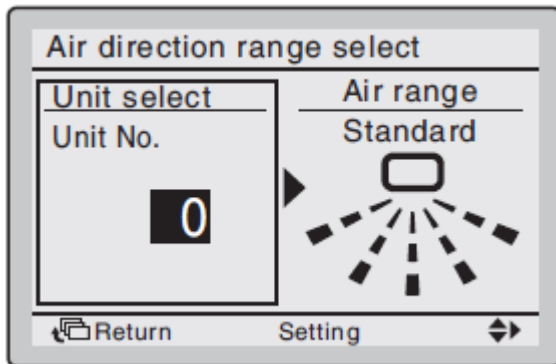 Air direction range select
Unit select
Unit No.
0
Air range
Standard
Return Setting